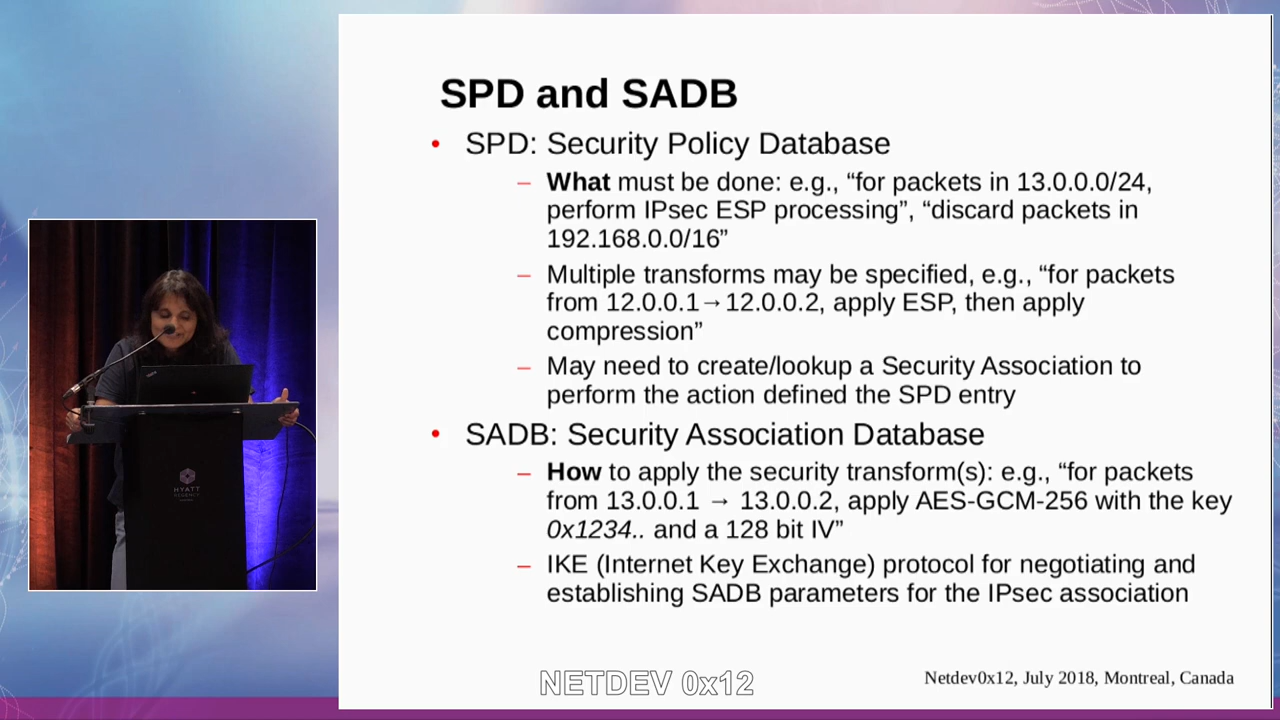 SPD and SADB
• SPD: Security Policy Database
– What must be done: e.g., “for packets in 13.0.0.0/24,
perform IPsec ESP processing”, “discard packets in
192.168.0.0/16”
– Multiple transforms may be specified, e.g., “for packets
from 12.0.0.1→12.0.0.2, apply ESP, then apply
compression”
– May need to create/lookup a Security Association to
perform the action defined the SPD entry
• SADB: Security Association Database
– How to apply the security transform(s): e.g., “for packets
from 13.0.0.1 → 13.0.0.2, apply AES-GCM-256 with the key
0x1234.. and a 128 bit IV”
– IKE (Internet Key Exchange) protocol for negotiating and
establishing SADB parameters for the IPsec association
NETDEV 0x12
Netdev0x12, July 2018, Montreal, Canada
HYATT
REGENCY